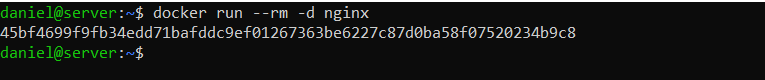 daniel@server:~$ docker run --rm -d nginx
45bf4699f9fb34edd71bafddc9ef01267363be6227c87d0ba58f07520234b9c8
daniel@server:~$